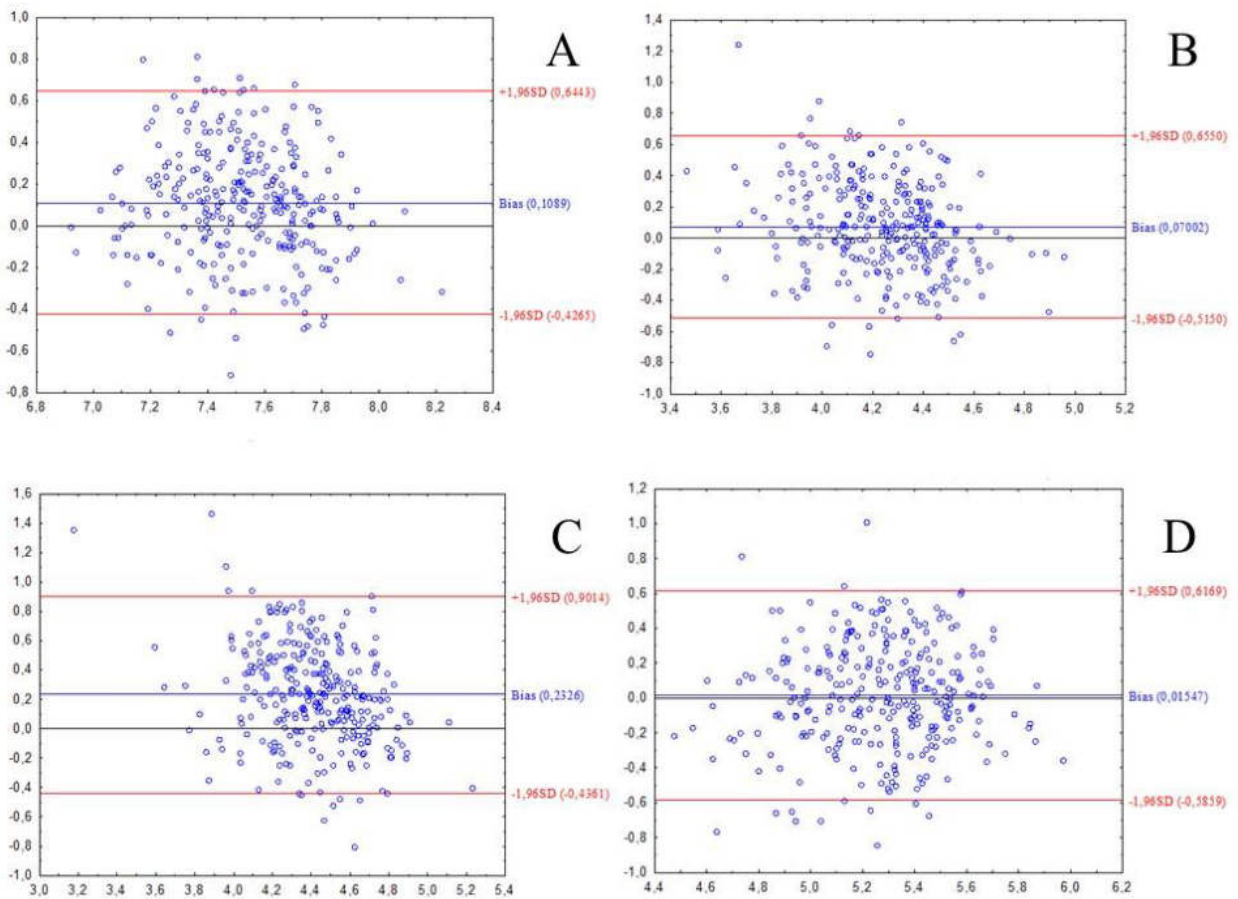 A
1,0
0,8
0,6
0,4
0,2
0,0
-0,2
-0,4
-0,6
-0,8
+1,96SD (0,6443)
Bias (0,1089)
-1,96SD (-0,4265)
6,8 7,0 7,2 7,4 7,6 7,8 8,0 8,2 8,4
B
1,4
1,2
1,0
0,8
0,6
0,4
0,2
0,0
-0,2
-0,4
-0,6
-0,8
-1,0
+1,96SD (0,6550)
Bias (0,07002)
-1,96SD (-0,5150)
3,4 3,6 3,8 4,0 4,2 4,4 4,6 4,8 5,0 5,2
C
1,6
1,4
1,2
1,0
0,8
0,6
0,4
0,2
0,0
-0,2
-0,4
-0,6
-0,8
-1,0
+1,96SD (0,9014)
Bias (0,2326)
-1,96SD (-0,4361)
3,0 3,2 3,4 3,6 3,8 4,0 4,2 4,4 4,6 4,8 5,0 5,2 5,4
D
1,2
1,0
0,8
0,6
0,4
0,2
0,0
-0,2
-0,4
-0,6
-0,8
-1,0
+1,96SD (0,6169)
Bias (0,01547)
-1,96SD (-0,5859)
4,4 4,6 4,8 5,0 5,2 5,4 5,6 5,8 6,0 6,2